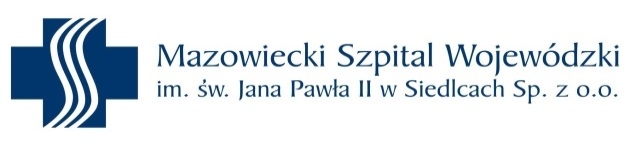 Mazowiecki Szpital Wojewódzki
im. św. Jana Pawła II w Siedlcach Sp. z o.o.